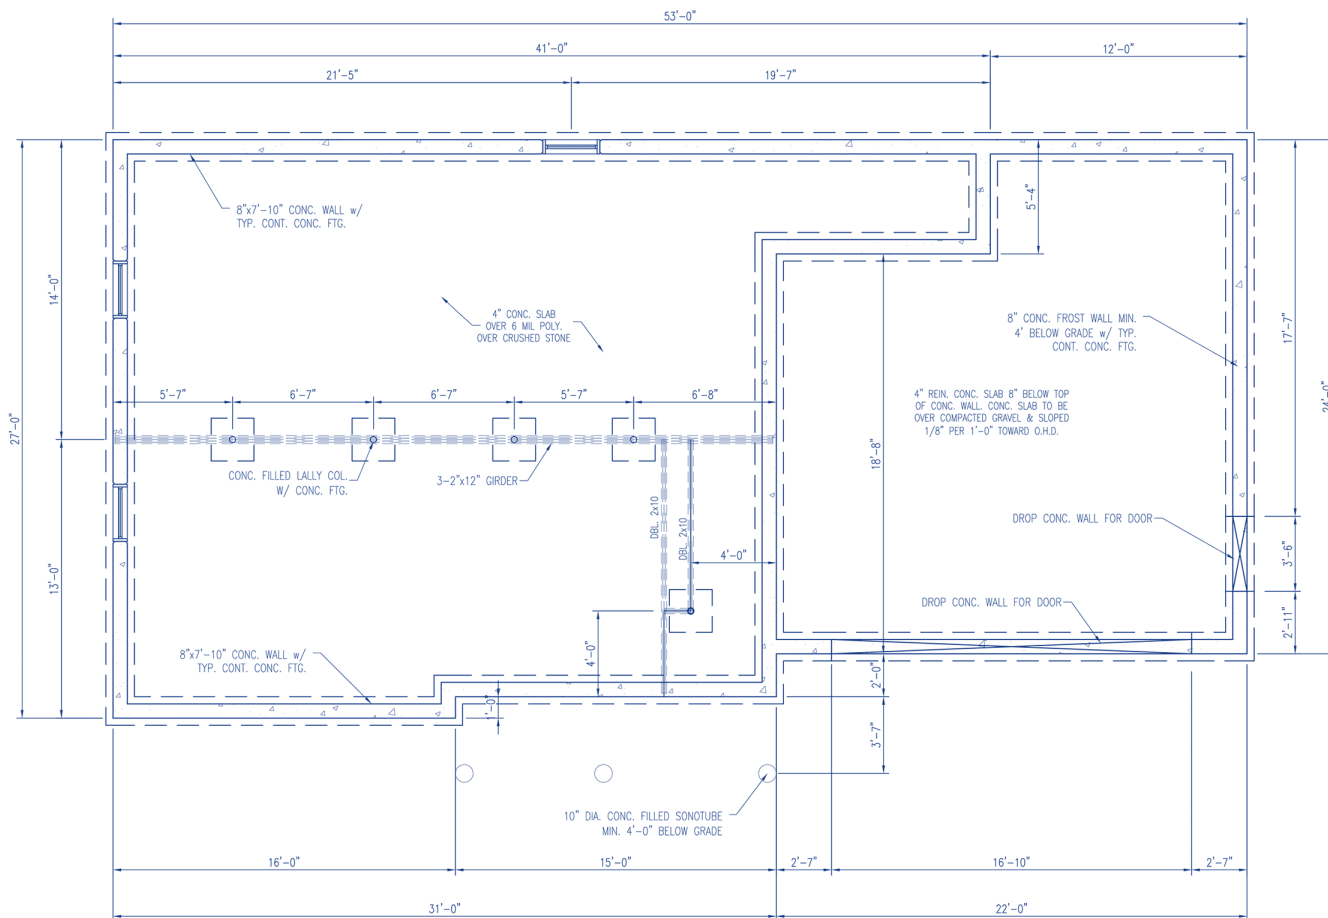 53'-0"
41'-0"
12'-0"
21'-5"
19'-7"
5'-4"
8"x7'-10" CONC. WALL w/
TYP. CONT. CONC. FTG.
14'-0"
4" CONC. SLAB
OVER 6 MIL POLY.
OVER CRUSHED STONE
8" CONC. FROST WALL MIN.
4' BELOW GRADE w/ TYP.
CONT. CONC. FTG.
17'-7"
5'-7"
6'-7"
6'-7"
5'-7"
6'-8"
4" REIN. CONC. SLAB 8" BELOW TOP
OF CONC. WALL. CONC. SLAB TO BE
OVER COMPACTED GRAVEL & SLOPED
1/8" PER 1'-0" TOWARD O.H.D.
27'-0"
24'-0"
18'-8"
CONC. FILLED LALLY COL.
W/ CONC. FTG.
3-2"x12" GIRDER
DBL. 2x10
DBL. 2x10
DROP CONC. WALL FOR DOOR
4'-0"
3'-6"
13'-0"
DROP CONC. WALL FOR DOOR
2'-11"
8"x7'-10" CONC. WALL w/
TYP. CONT. CONC. FTG.
4'-0"
2'-0"
1'-0"
3'-7"
10" DIA. CONC. FILLED SONOTUBE
MIN. 4'-0" BELOW GRADE
16'-0"
15'-0"
2'-7"
16'-10"
2'-7"
31'-0"
22'-0"